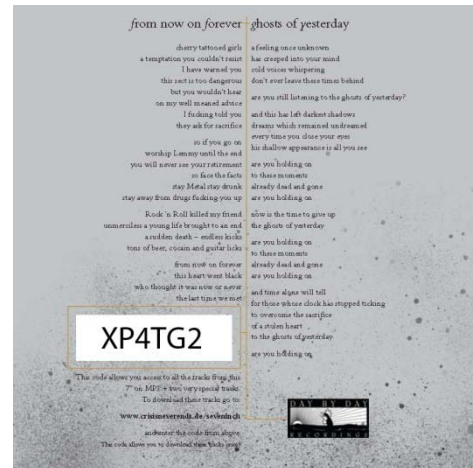 from now on forever
cherry tattooed girls
a temptation you couldn't resist
I have warned you
this sect is too dangerous
but you wouldn't hear
on my well meaned advice
I fucking told you
they ask for sacrifice
so if you go on
worship Lemmy until the end
you will never see your retirement
so face the facts
stay Metal stay drunk
stay away from drugs fucking you up
Rock 'n Roll killed my friend
unmerciless a young life brought to an end
a sudden death – endless kicks
tons of beer, cocain and guitar licks
from now on forever
this heart went black
who thought it was now or never
the last time we met
XP4TG2
"This code allows you access to all the tracks from this
7" on MP3 + two very special tracks.
To download these tracks go to:
www.crisisneverends.de/seveninch
and enter the code from above.
This code allows you to download these tracks once!
ghosts of yesterday
a feeling once unknown
has creeped into your mind
cold voices whispering
don't ever leave these times behind
are you still listening to the ghosts of yesterday?
and this has left darkest shadows
dreams which remained undreamed
every time you close your eyes
his shallow appearance is all you see
are you holding on
to these moments
already dead and gone
are you holding on
now is the time to give up
the ghosts of yesterday
are you holding on
to these moments
already dead and gone
are you holding on
and time alone will tell
for those whose clock has stopped ticking
to overcome the sacrifice
of a stolen heart
to the ghosts of yesterday
are you holding on
DAY BY DAY
RECORDINGS